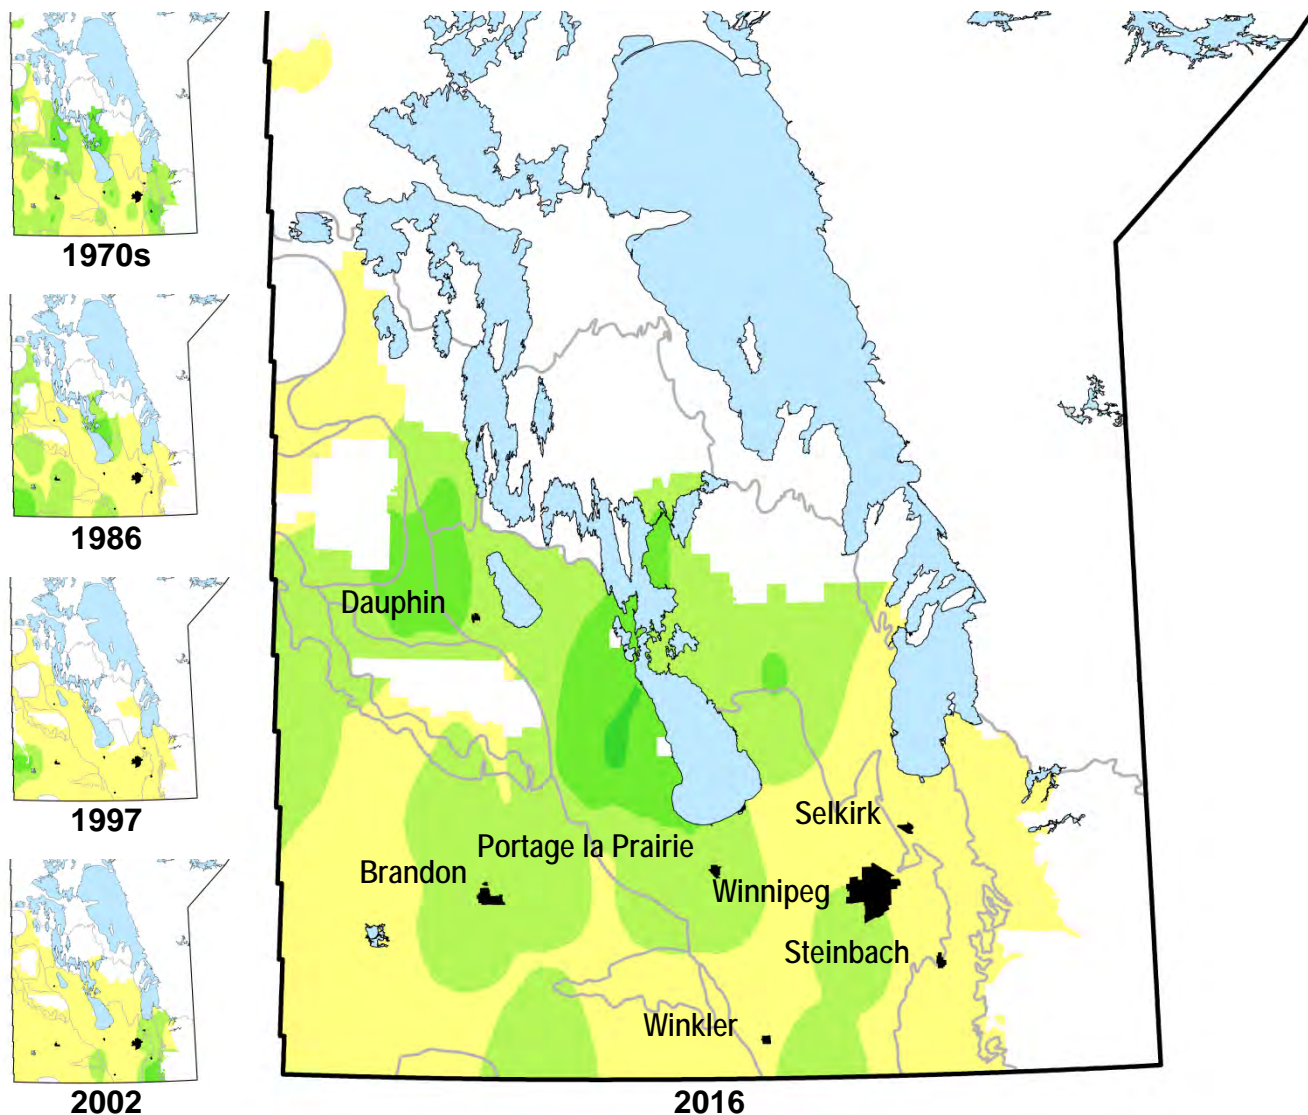 1970s
1986
1997
2002
Dauphin
Selkirk
Portage la Prairie
Brandon
Winnipeg
Steinbach
Winkler
2016